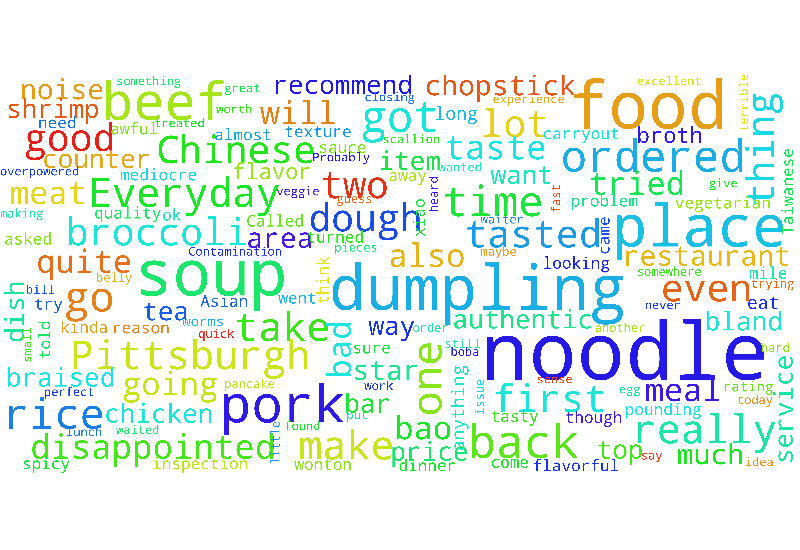 something
great
closing
experience
excellent
noise
beef
recommend
chopstick
food
shrimp
worth
will
got
long
lot
thing
terrible
need
awful
treated
almost
texture
sauce
scallion
carryout
broth
good
counter
Chinese
Probably
item
taste
ordered
overpowered
mediocre
flavor
away
heard
wanted
want
fast
tried
give
meat
Everyday
veggie
two
guess
time
problem
vegetarian
Taiwanese
making
quality
ok
Called
dough
xiao
waiter
came
place
asked
broccoli
area
turned
tasted
quite
Contamination
pieces
also
maybe
looking
restaurant
belly
soup
think
dumpling
somewhere
mile
bill
go
Asian
went
even
trying
dish
try
tea
way
order
authentic
never
eat
small
told
kinda
reason
worms
take
bad
sure
still
boba
another
bland
hard
Pittsburgh
quick
star
one
noodle
braised
going
pancake
work
anything
issue
sense
egg
meal
rating
today
service
perfect
pork
bar
first
rice
chicken
put
bao
tasty
though
pounding
lunch
waited
little
found
back
really
disappointed
make
price
top
much
say
spicy
inspection
wonton
dinner
come
flavorful
idea